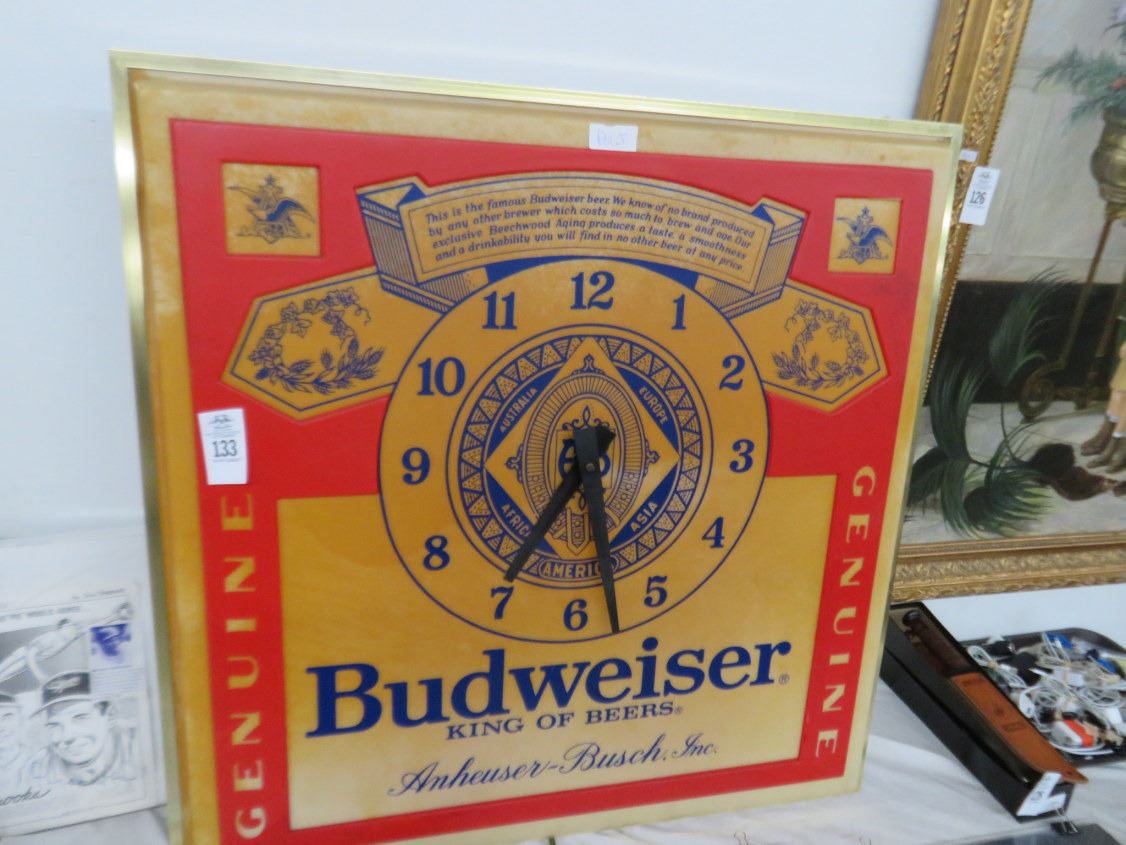 This is the famous Budweiser beer. We know of no brand produced
by any other brewer which costs so much to brew and age. Our
exclusive Beechwood Aging produces a taste, a smoothness
and a drinkability you will find in no other beer at any price.
126
133
12
11
1
10
2
9
3
8
4
7
6
5
AUSTRALIA
EUROPE
AFRICA
ASIA
AMERICA
GENUINE
GENUINE
Budweiser®
KING OF BEERS®
Anheuser-Busch, Inc.